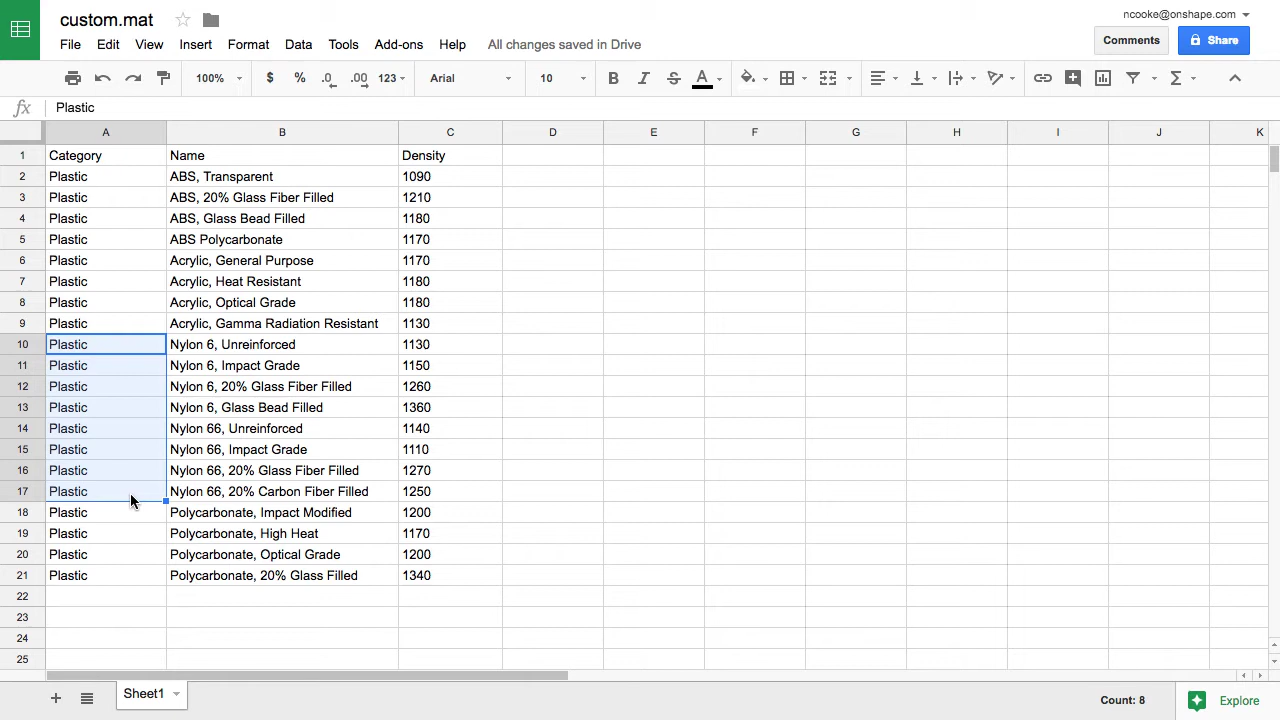 custom.mat
ncooke@onshape.com
File Edit View Insert Format Data Tools Add-ons Help All changes saved in Drive
Comments Share
100% $ % .0 .00 123 Arial 10 B I S A Σ
fx Plastic
A B C D E F G H I J K
1 Category Name Density
2 Plastic ABS, Transparent 1090
3 Plastic ABS, 20% Glass Fiber Filled 1210
4 Plastic ABS, Glass Bead Filled 1180
5 Plastic ABS Polycarbonate 1170
6 Plastic Acrylic, General Purpose 1170
7 Plastic Acrylic, Heat Resistant 1180
8 Plastic Acrylic, Optical Grade 1180
9 Plastic Acrylic, Gamma Radiation Resistant 1130
10 Plastic Nylon 6, Unreinforced 1130
11 Plastic Nylon 6, Impact Grade 1150
12 Plastic Nylon 6, 20% Glass Fiber Filled 1260
13 Plastic Nylon 6, Glass Bead Filled 1360
14 Plastic Nylon 66, Unreinforced 1140
15 Plastic Nylon 66, Impact Grade 1110
16 Plastic Nylon 66, 20% Glass Fiber Filled 1270
17 Plastic Nylon 66, 20% Carbon Fiber Filled 1250
18 Plastic Polycarbonate, Impact Modified 1200
19 Plastic Polycarbonate, High Heat 1170
20 Plastic Polycarbonate, Optical Grade 1200
21 Plastic Polycarbonate, 20% Glass Filled 1340
22
23
24
25
Sheet1 Count: 8 Explore